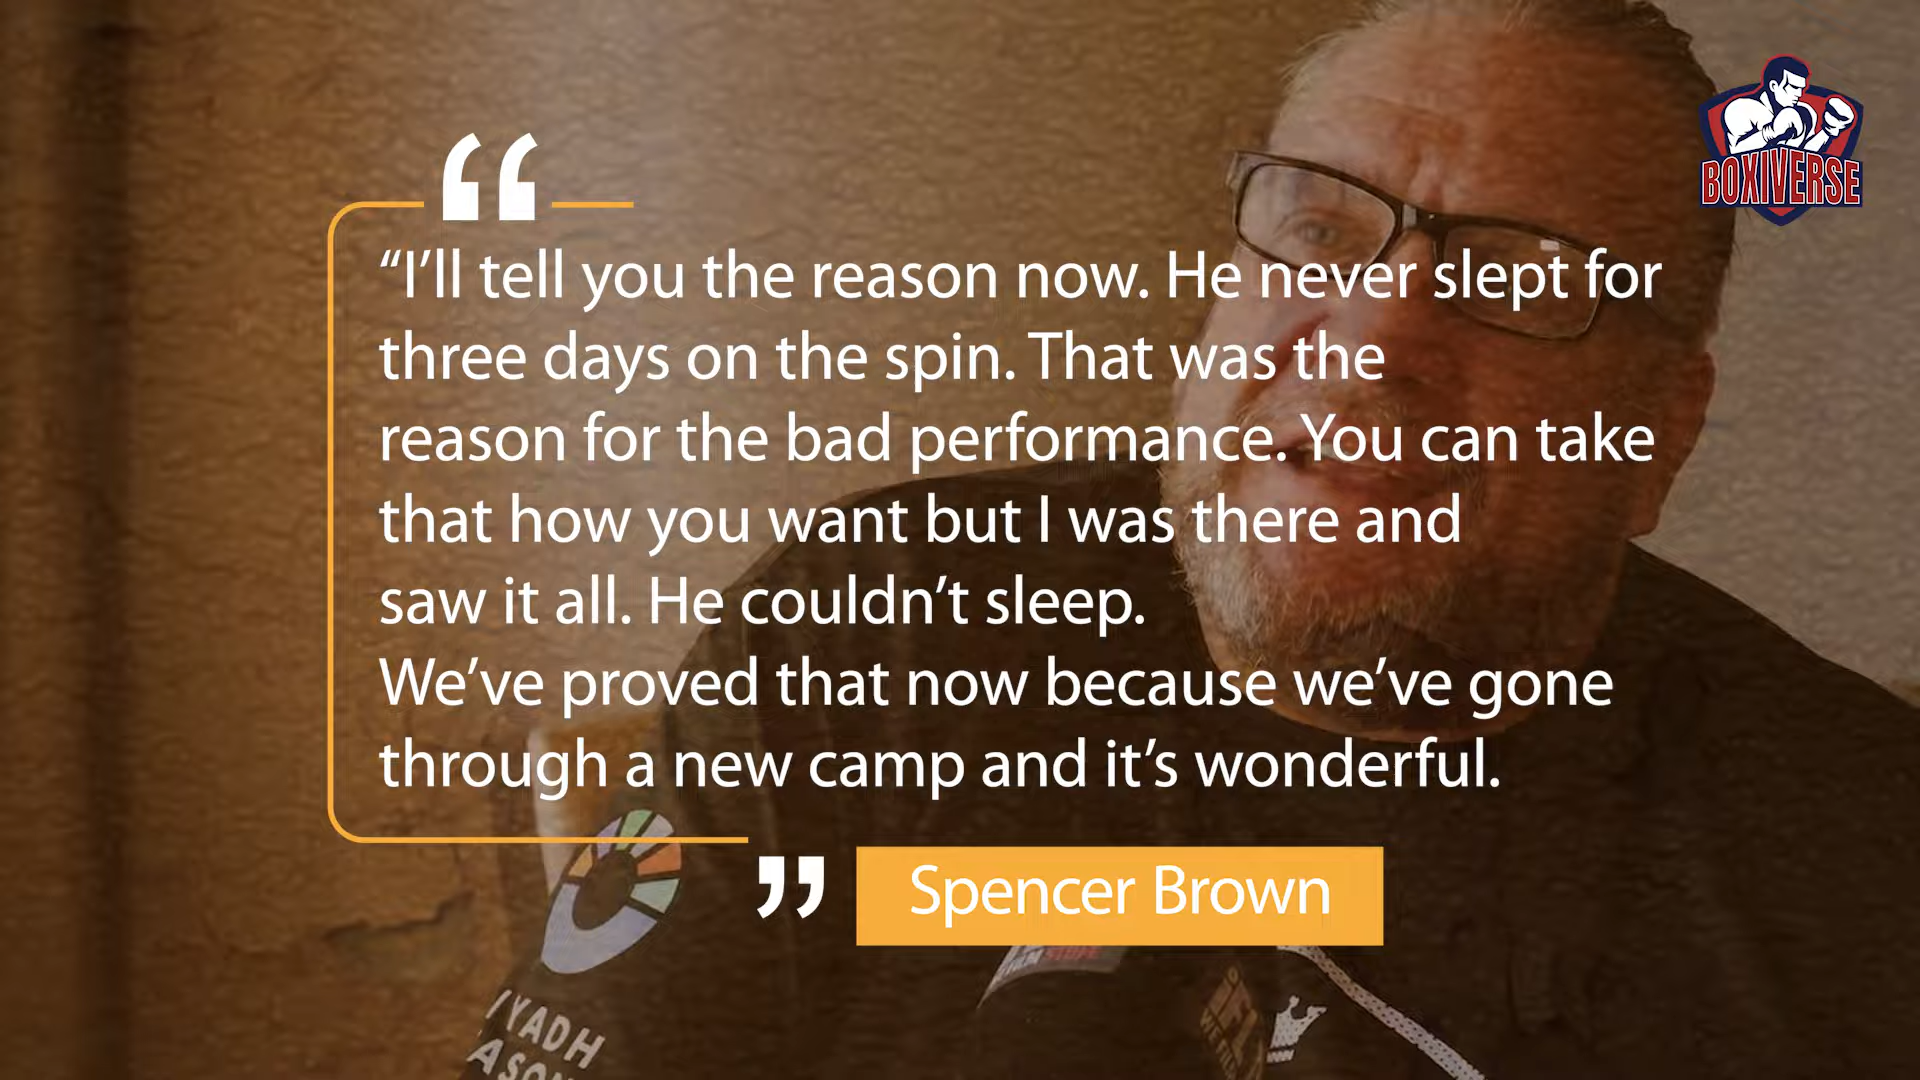 BOXIVERSE
“I’ll tell you the reason now. He never slept for
three days on the spin. That was the
reason for the bad performance. You can take
that how you want but I was there and
saw it all. He couldn’t sleep.
We’ve proved that now because we’ve gone
through a new camp and it’s wonderful.
Spencer Brown